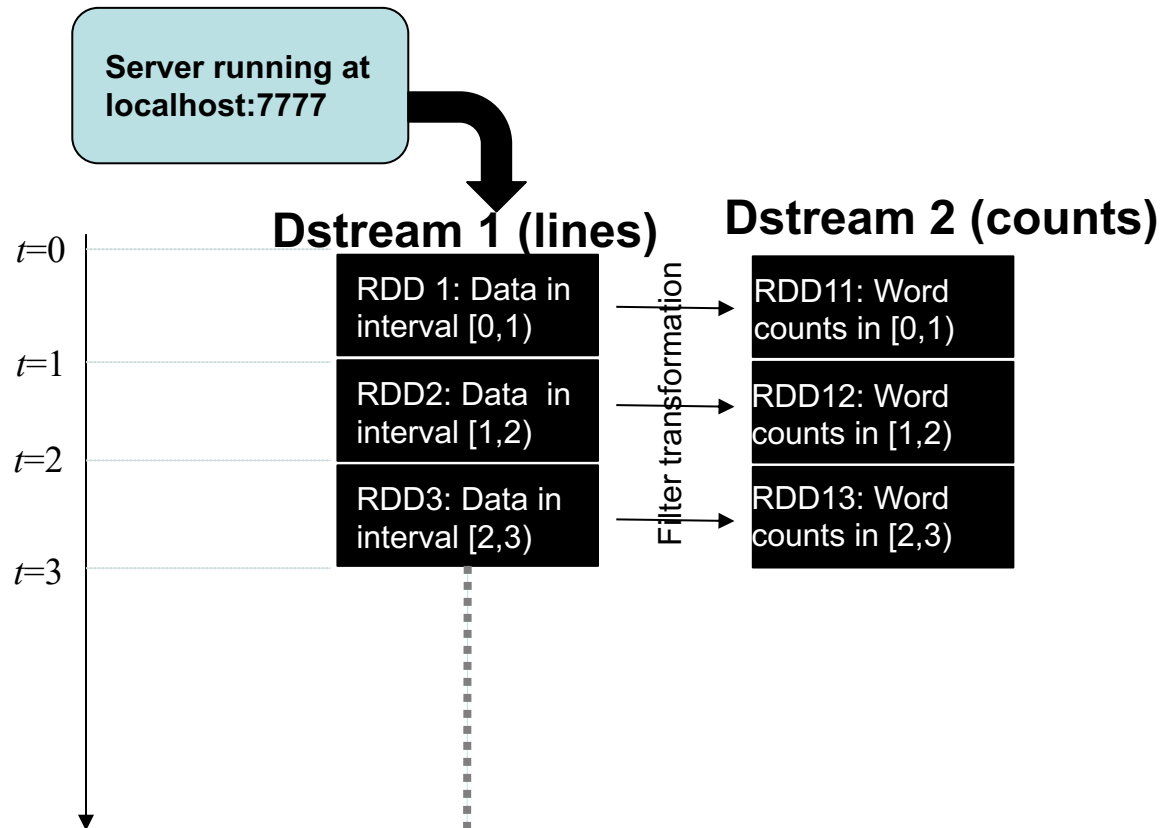 Server running at
localhost:7777
Dstream 1 (lines)
Dstream 2 (counts)
t=0
RDD 1: Data in
interval [0,1)
Filter transformation
RDD11: Word
counts in [0,1)
t=1
RDD2: Data in
interval [1,2)
RDD12: Word
counts in [1,2)
t=2
RDD3: Data in
interval [2,3)
RDD13: Word
counts in [2,3)
t=3